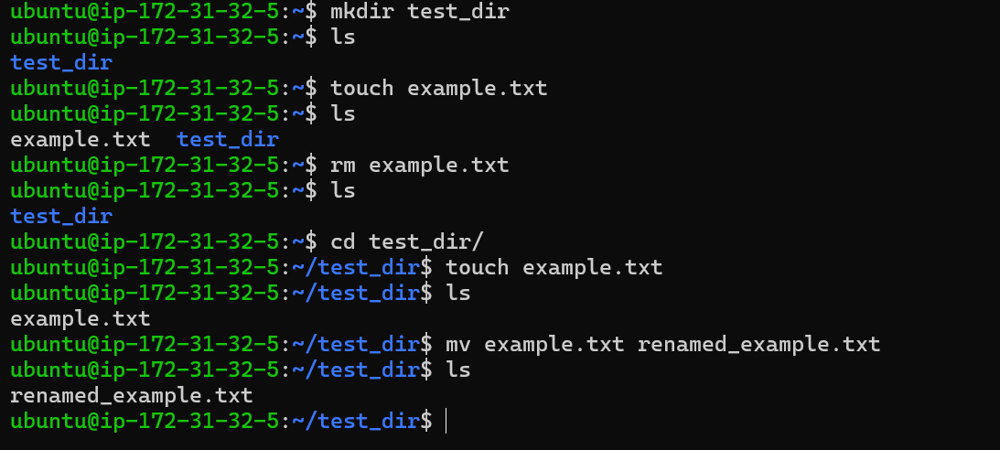 ubuntu@ip-172-31-32-5:~$ mkdir test_dir
ubuntu@ip-172-31-32-5:~$ ls
test_dir
ubuntu@ip-172-31-32-5:~$ touch example.txt
ubuntu@ip-172-31-32-5:~$ ls
example.txt  test_dir
ubuntu@ip-172-31-32-5:~$ rm example.txt
ubuntu@ip-172-31-32-5:~$ ls
test_dir
ubuntu@ip-172-31-32-5:~$ cd test_dir/
ubuntu@ip-172-31-32-5:~/test_dir$ touch example.txt
ubuntu@ip-172-31-32-5:~/test_dir$ ls
example.txt
ubuntu@ip-172-31-32-5:~/test_dir$ mv example.txt renamed_example.txt
ubuntu@ip-172-31-32-5:~/test_dir$ ls
renamed_example.txt
ubuntu@ip-172-31-32-5:~/test_dir$